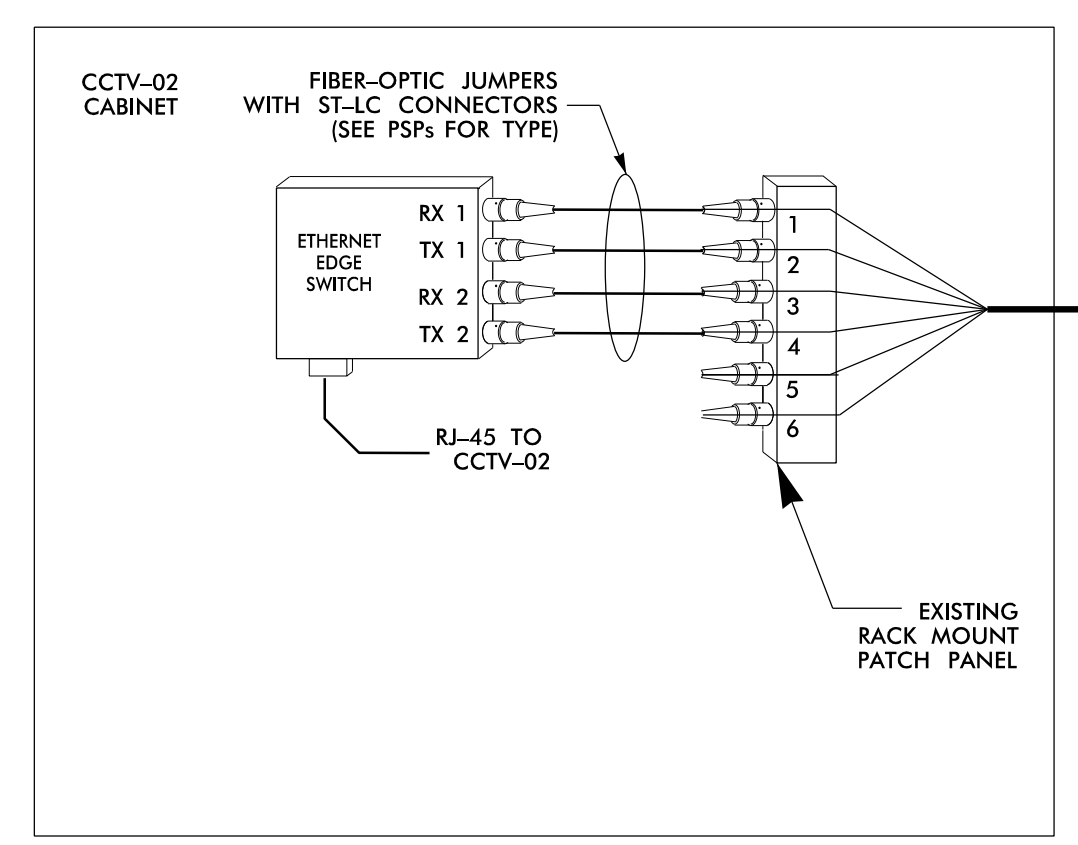 CCTV–02
CABINET
FIBER–OPTIC JUMPERS
WITH ST–LC CONNECTORS
(SEE PSPs FOR TYPE)
ETHERNET
EDGE
SWITCH
RX 1
TX 1
RX 2
TX 2
1
2
3
4
5
6
RJ–45 TO
CCTV–02
EXISTING
RACK MOUNT
PATCH PANEL